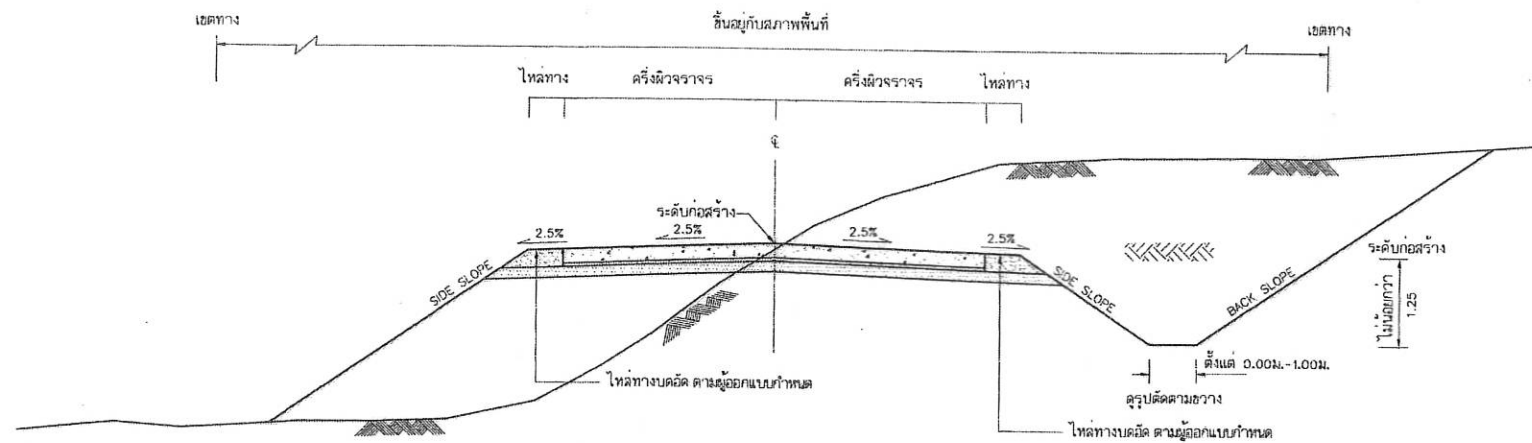 เขตทาง
ขึ้นอยู่กับสภาพพื้นที่
เขตทาง
ไหล่ทาง
ครึ่งผิวจราจร
ครึ่งผิวจราจร
ไหล่ทาง
℄
ระดับก่อสร้าง
2.5%
2.5%
2.5%
2.5%
ระดับก่อสร้าง
SIDE SLOPE
SIDE SLOPE
BACK SLOPE
ไม่น้อยกว่า
1.25
ตั้งแต่ 0.00ม.-1.00ม.
ไหล่ทางบดอัด ตามผู้ออกแบบกำหนด
ดูรูปตัดตามขวาง
ไหล่ทางบดอัด ตามผู้ออกแบบกำหนด